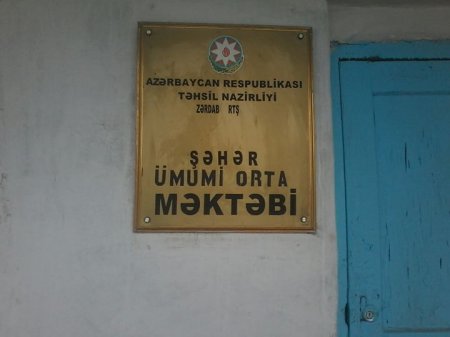 AZƏRBAYCAN RESPUBLİKASI
TƏHSİL NAZİRLİYİ
ZƏRDAB RTŞ
ŞƏHƏR
ÜMUMİ ORTA
MƏKTƏBİ